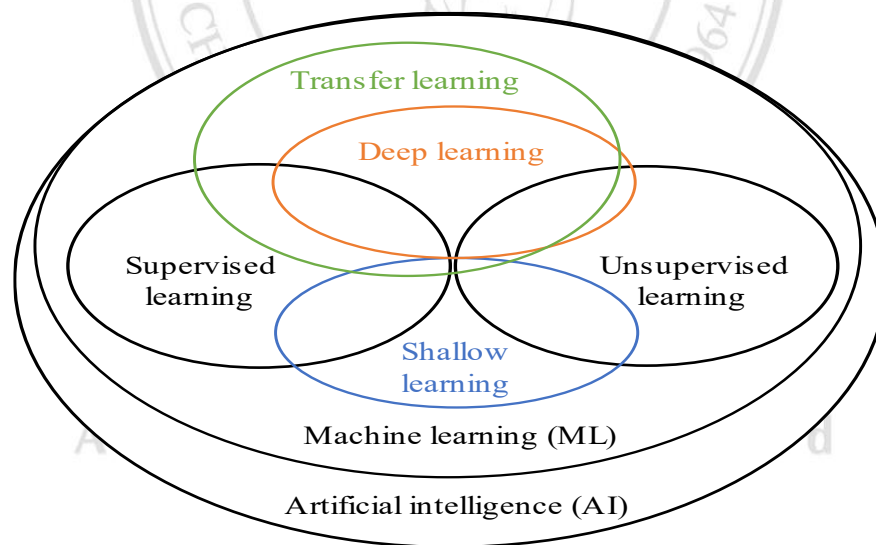 Transfer learning
Deep learning
Supervised
learning
Unsupervised
learning
Shallow
learning
Machine learning (ML)
Artificial intelligence (AI)